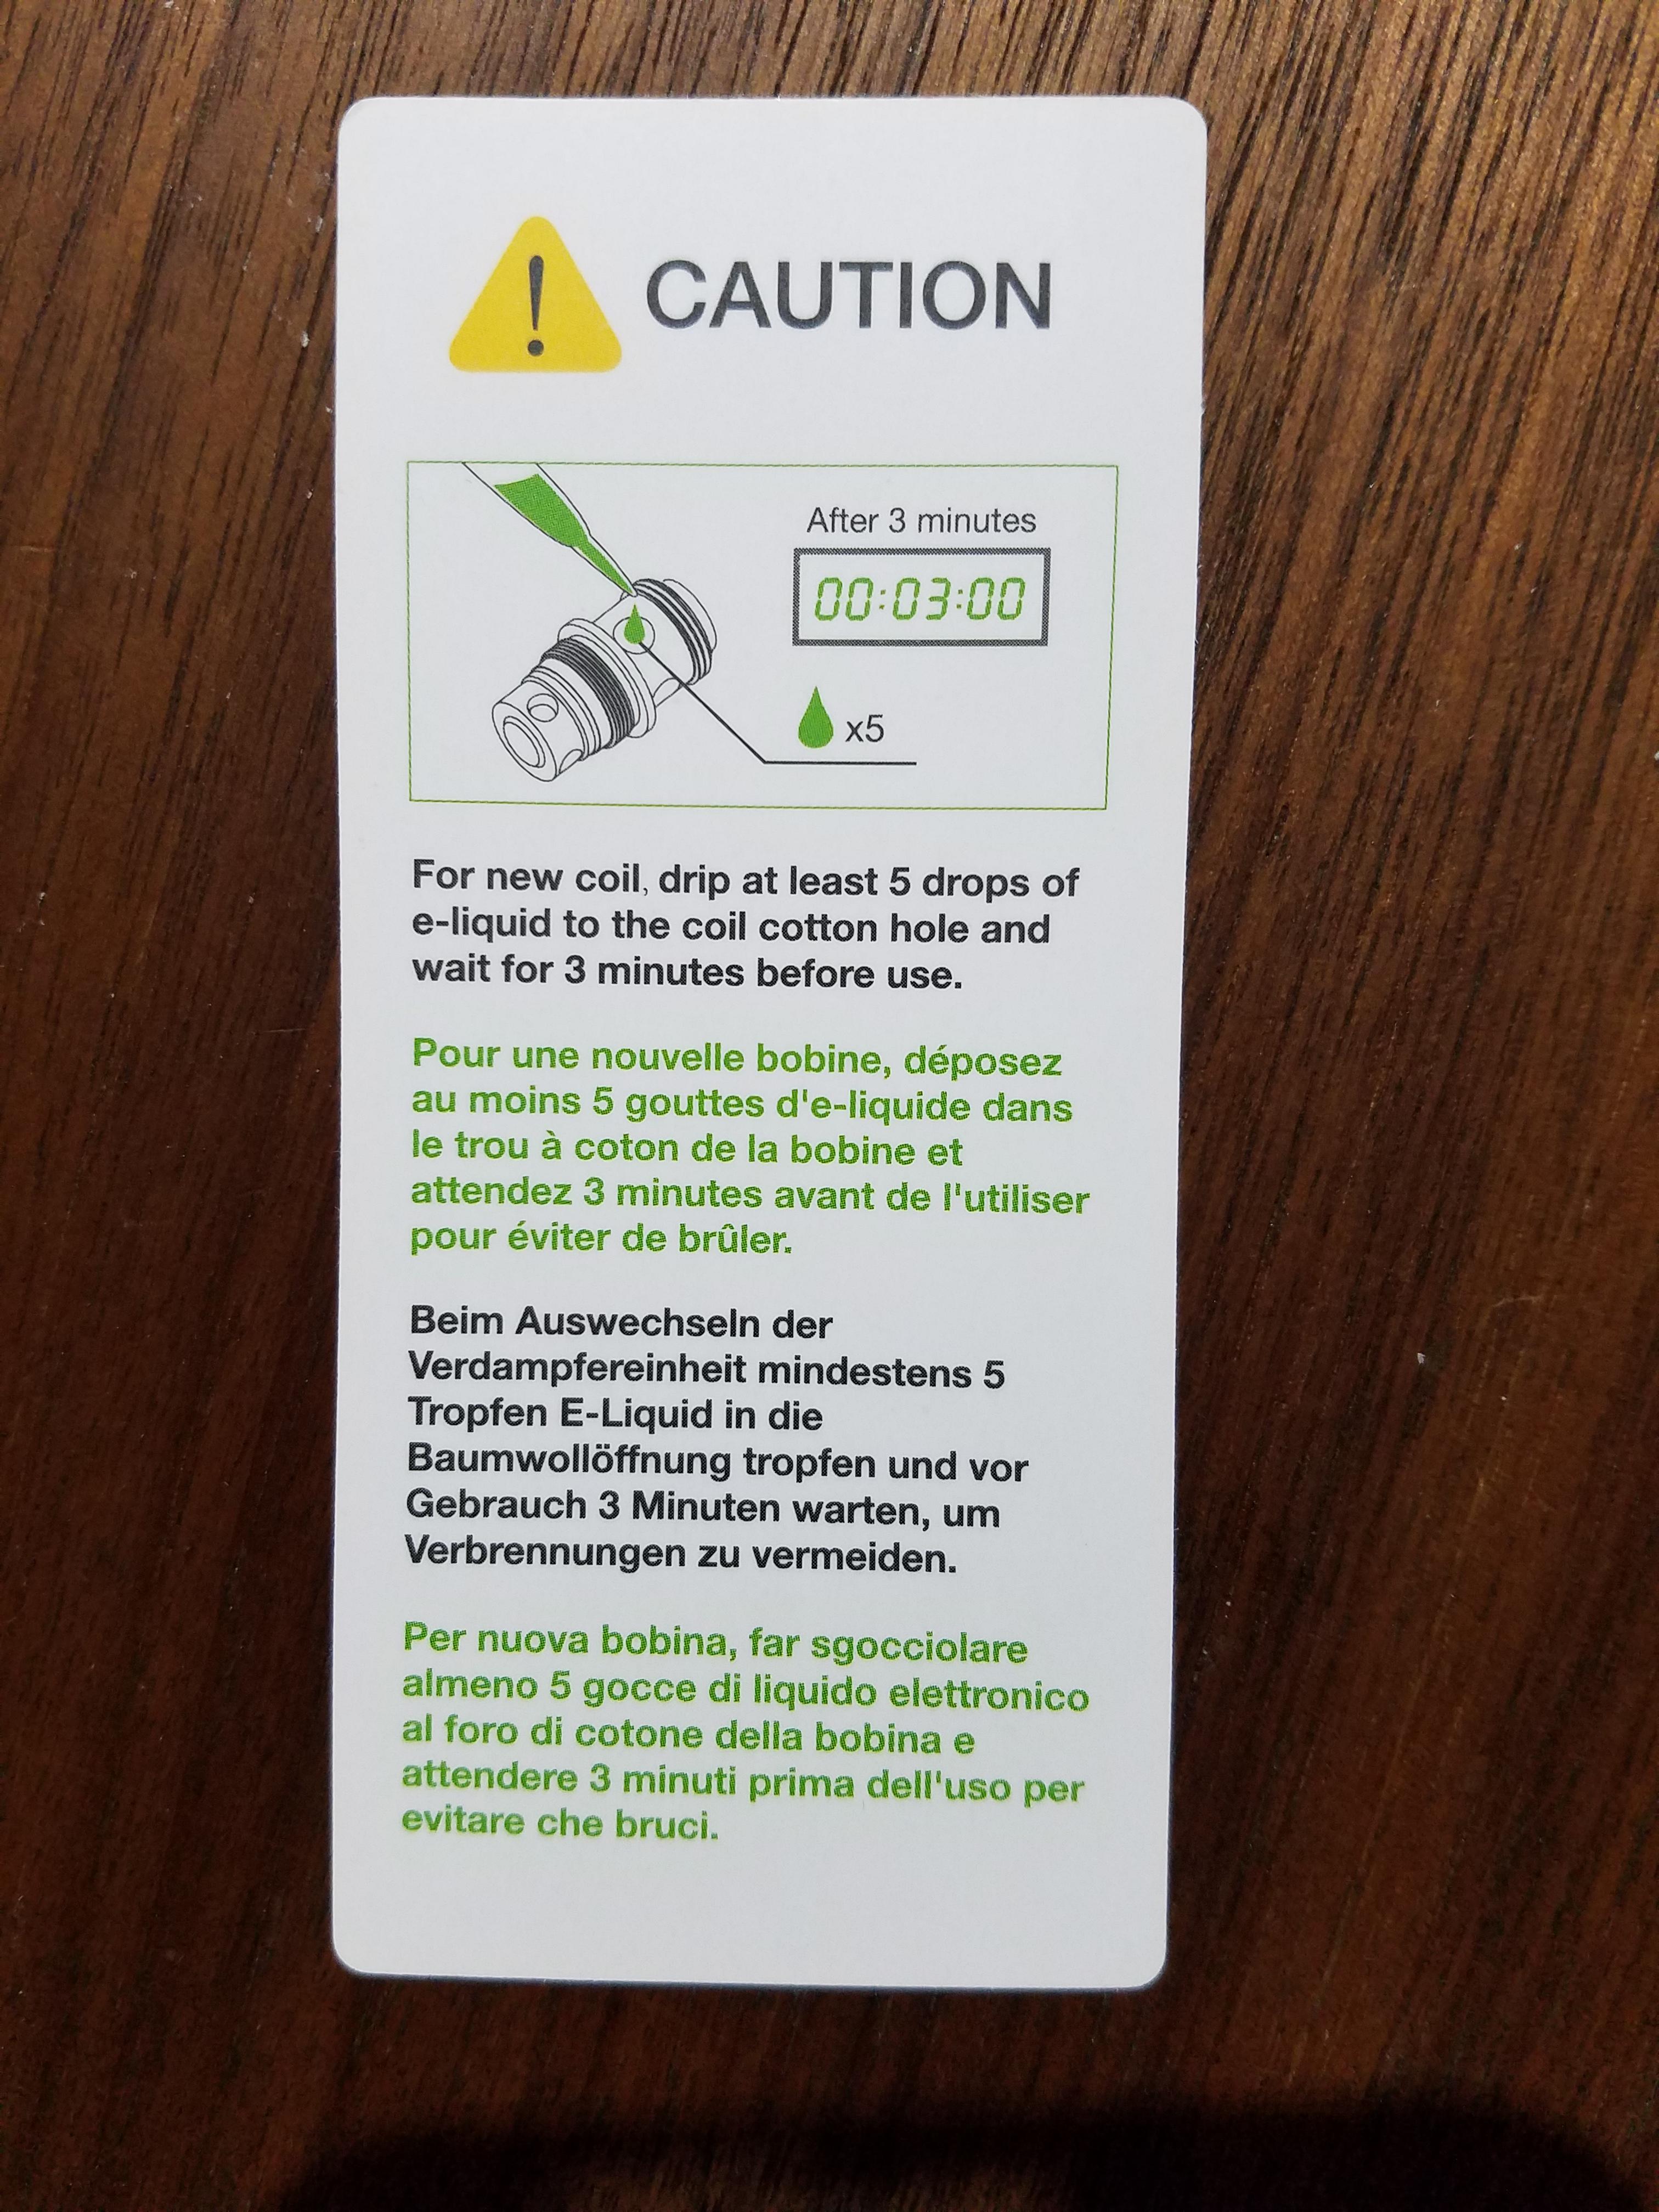 ! CAUTION
After 3 minutes
00:03:00
x5
For new coil, drip at least 5 drops of
e-liquid to the coil cotton hole and
wait for 3 minutes before use.
Pour une nouvelle bobine, déposez
au moins 5 gouttes d'e-liquide dans
le trou à coton de la bobine et
attendez 3 minutes avant de l'utiliser
pour éviter de brûler.
Beim Auswechseln der
Verdampfereinheit mindestens 5
Tropfen E-Liquid in die
Baumwollöffnung tropfen und vor
Gebrauch 3 Minuten warten, um
Verbrennungen zu vermeiden.
Per nuova bobina, far sgocciolare
almeno 5 gocce di liquido elettronico
al foro di cotone della bobina e
attendere 3 minuti prima dell'uso per
evitare che bruci.